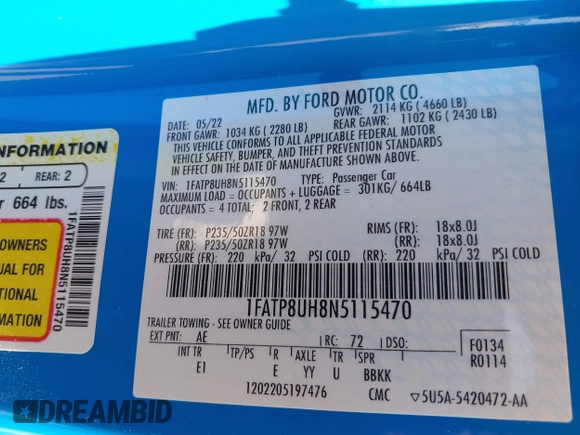 MFD. BY FORD MOTOR CO.
DATE: 05/22
GVWR: 2114 KG ( 4660 LB)
FRONT GAWR: 1034 KG ( 2280 LB)
REAR GAWR: 1102 KG ( 2430 LB)
THIS VEHICLE CONFORMS TO ALL APPLICABLE FEDERAL MOTOR
VEHICLE SAFETY, BUMPER, AND THEFT PREVENTION STANDARDS
IN EFFECT ON THE DATE OF MANUFACTURE SHOWN ABOVE.
VIN: 1FATP8UH8N5115470
TYPE: Passenger Car
MAXIMUM LOAD = OCCUPANTS + LUGGAGE = 301KG/ 664LB
OCCUPANTS = 4 TOTAL; 2 FRONT, 2 REAR
TIRE (FR): P235/50ZR18 97W RIMS (FR): 18x8.0J
(RR): P235/50ZR18 97W (RR): 18x8.0J
PRESSURE (FR): 220 kPa/ 32 PSI COLD (RR): 220 kPa/ 32 PSI COLD
1FATP8UH8N5115470
TRAILER TOWING - SEE OWNER GUIDE
EXT PNT: AE RC: 72 DSO: F0134
R0114
INT TR TP/PS R AXLE TR SPR
E1 E YY U BBKK
1202205197476 CMC ▽5U5A-5420472-AA
INFORMATION
2 REAR: 2
r 664 lbs.
OWNERS
UAL FOR
TIONAL
RMATION
1FATP8UH8N5115470
DREAMBID